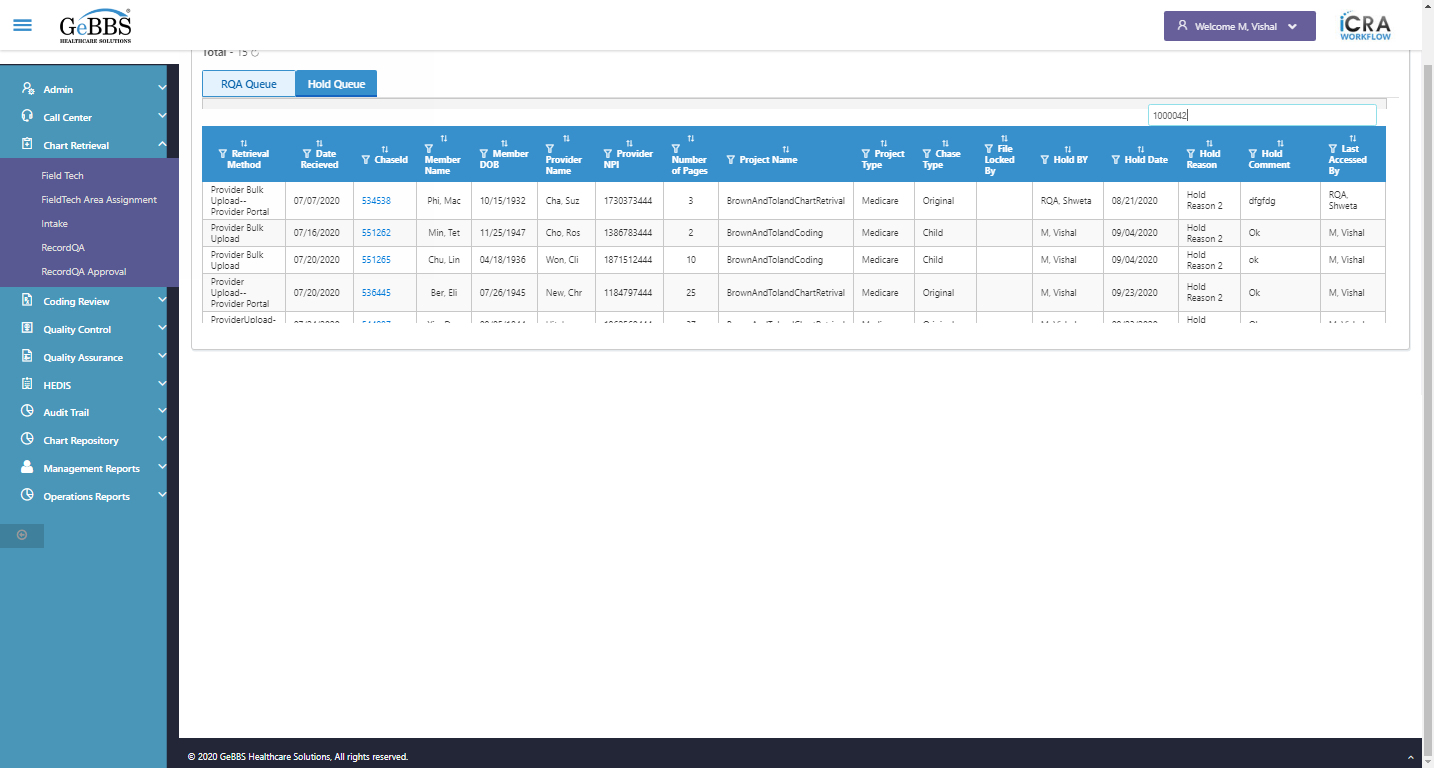 GeBBS
HEALTHCARE SOLUTIONS
Welcome M, Vishal
iCRA
WORKFLOW
Total - 15
RQA Queue
Hold Queue
1000042
Admin
Call Center
Chart Retrieval
Field Tech
FieldTech Area Assignment
Intake
RecordQA
RecordQA Approval
Coding Review
Quality Control
Quality Assurance
HEDIS
Audit Trail
Chart Repository
Management Reports
Operations Reports
Retrieval Method Date Recieved ChaseId Member Name Member DOB Provider Name Provider NPI Number of Pages Project Name Project Type Chase Type File Locked By Hold BY Hold Date Hold Reason Hold Comment Last Accessed By
Provider Bulk Upload--Provider Portal 07/07/2020 534538 Phi, Mac 10/15/1932 Cha, Suz 1730373444 3 BrownAndTolandChartRetrival Medicare Original RQA, Shweta 08/21/2020 Hold Reason 2 dfgfdg RQA, Shweta
Provider Bulk Upload 07/16/2020 551262 Min, Tet 11/25/1947 Cho, Ros 1386783444 2 BrownAndTolandCoding Medicare Child M, Vishal 09/04/2020 Hold Reason 2 Ok M, Vishal
Provider Bulk Upload 07/20/2020 551265 Chu, Lin 04/18/1936 Won, Cli 1871512444 10 BrownAndTolandCoding Medicare Child M, Vishal 09/04/2020 Hold Reason 2 ok M, Vishal
Provider Upload--Provider Portal 07/20/2020 536445 Ber, Eli 07/26/1945 New, Chr 1184797444 25 BrownAndTolandChartRetrival Medicare Original M, Vishal 09/23/2020 Hold Reason 2 Ok M, Vishal
ProviderUpload- Hold
© 2020 GeBBS Healthcare Solutions, All rights reserved.